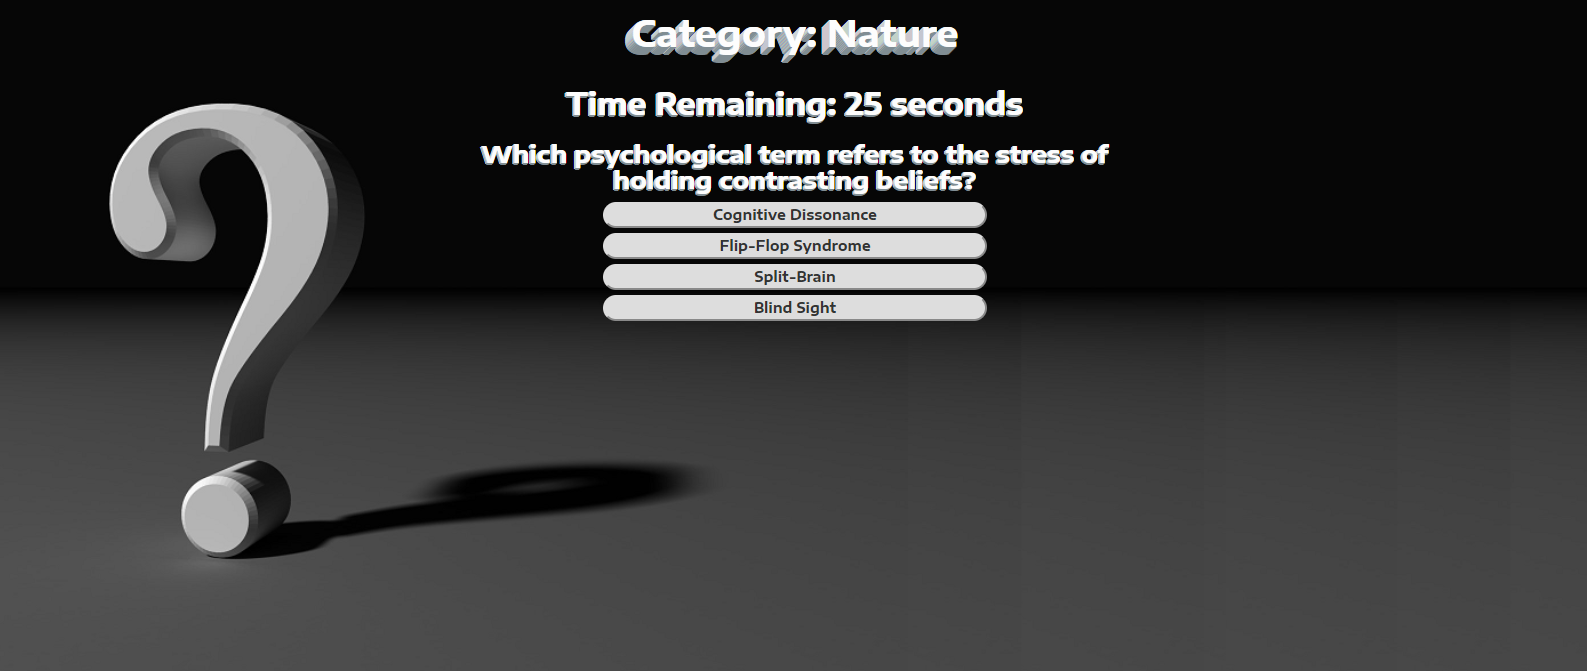 Category: Nature
Time Remaining: 25 seconds
Which psychological term refers to the stress of
holding contrasting beliefs?
Cognitive Dissonance
Flip-Flop Syndrome
Split-Brain
Blind Sight